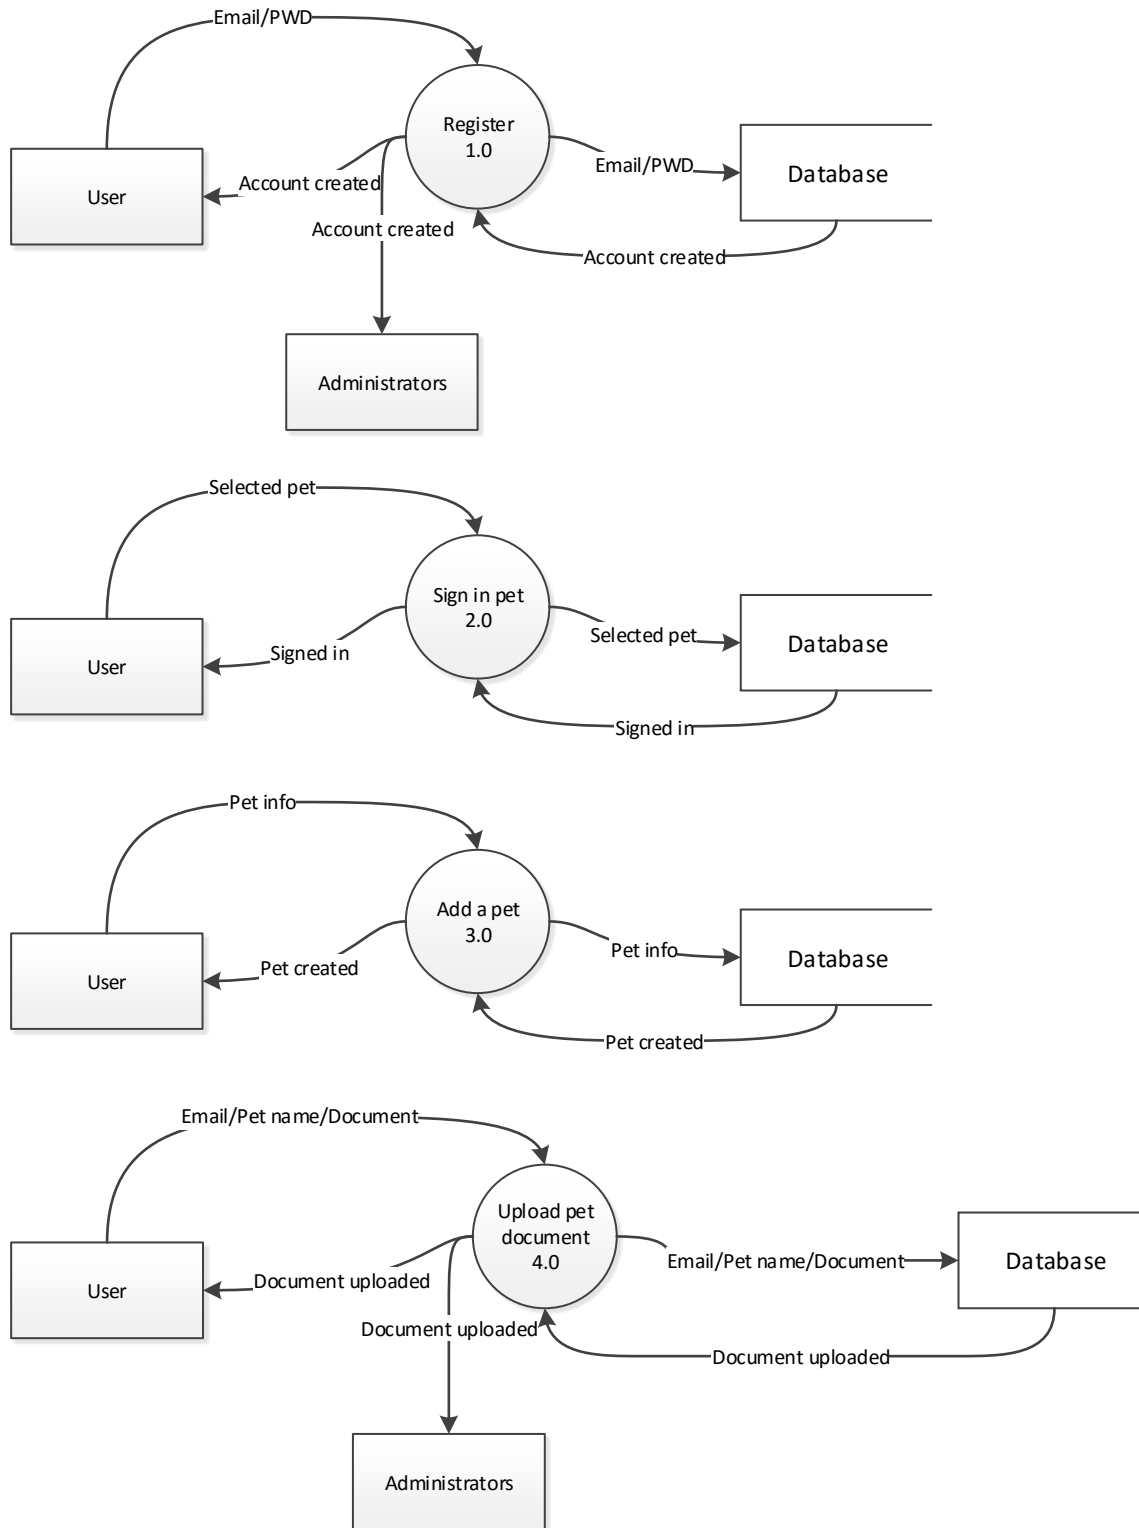 Email/PWD
Register
1.0
Email/PWD
Database
User
Account created
Account created
Account created
Administrators
Selected pet
Sign in pet
2.0
Selected pet
Database
User
Signed in
Signed in
Pet info
Add a pet
3.0
Pet info
Database
User
Pet created
Pet created
Email/Pet name/Document
Upload pet
document
4.0
Email/Pet name/Document
Database
User
Document uploaded
Document uploaded
Document uploaded
Administrators